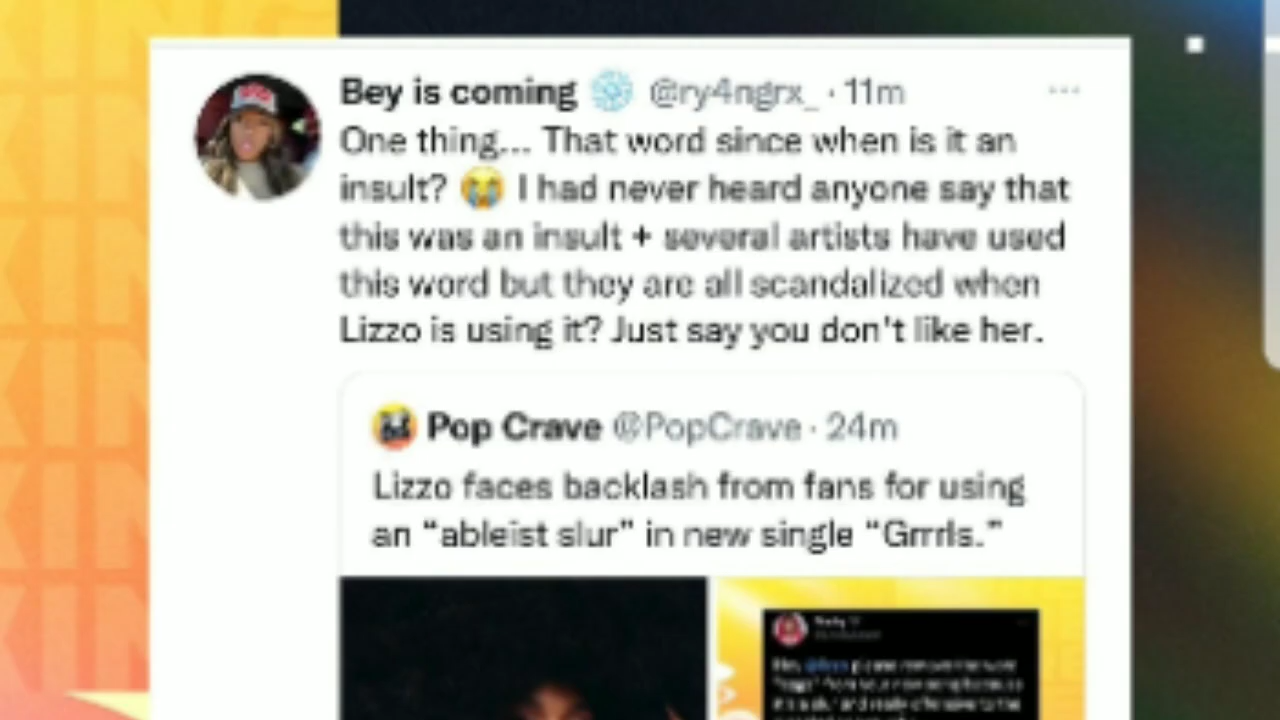 Bey is coming @ry4ngrx_ · 11m
One thing... That word since when is it an
insult? 😭 I had never heard anyone say that
this was an insult + several artists have used
this word but they are all scandalized when
Lizzo is using it? Just say you don't like her.
Pop Crave @PopCrave · 24m
Lizzo faces backlash from fans for using
an “ableist slur” in new single “Grrrls.”